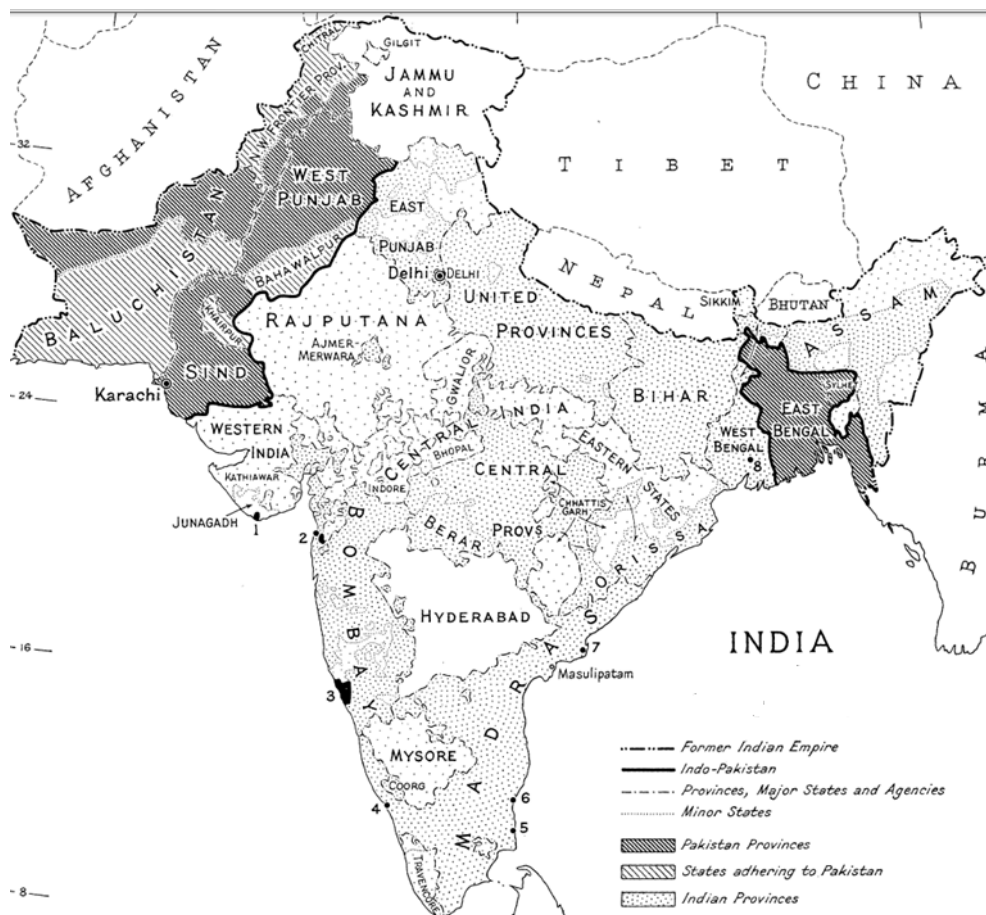 CHITRAL
GILGIT
JAMMU
AND
KASHMIR
CHINA
AFGHANISTAN
N.W. FRONTIER PROV.
32
TIBET
WEST
PUNJAB
EAST
PUNJAB
BAHAWALPUR
Delhi
DELHI
NEPAL
SIKKIM
BHUTAN
ASSAM
BALUCHISTAN
KHAIRPUR
UNITED
PROVINCES
RAJPUTANA
AJMER-
MERWARA
GWALIOR
SIND
Karachi
24
BIHAR
SYLHET
EAST
BENGAL
WEST
BENGAL
8
BURMA
WESTERN
INDIA
KATHIAWAR
JUNAGADH
1
CENTRAL INDIA
BHOPAL
INDORE
EASTERN
STATES
CENTRAL
PROVS
CHHATTIS
GARH
BERAR
ORISSA
2
BOMBAY
HYDERABAD
16
INDIA
7
Masulipatam
MADRAS
3
MYSORE
COORG
4
6
5
TRAVENCORE
8
Former Indian Empire
Indo-Pakistan
Provinces, Major States and Agencies
Minor States
Pakistan Provinces
States adhering to Pakistan
Indian Provinces